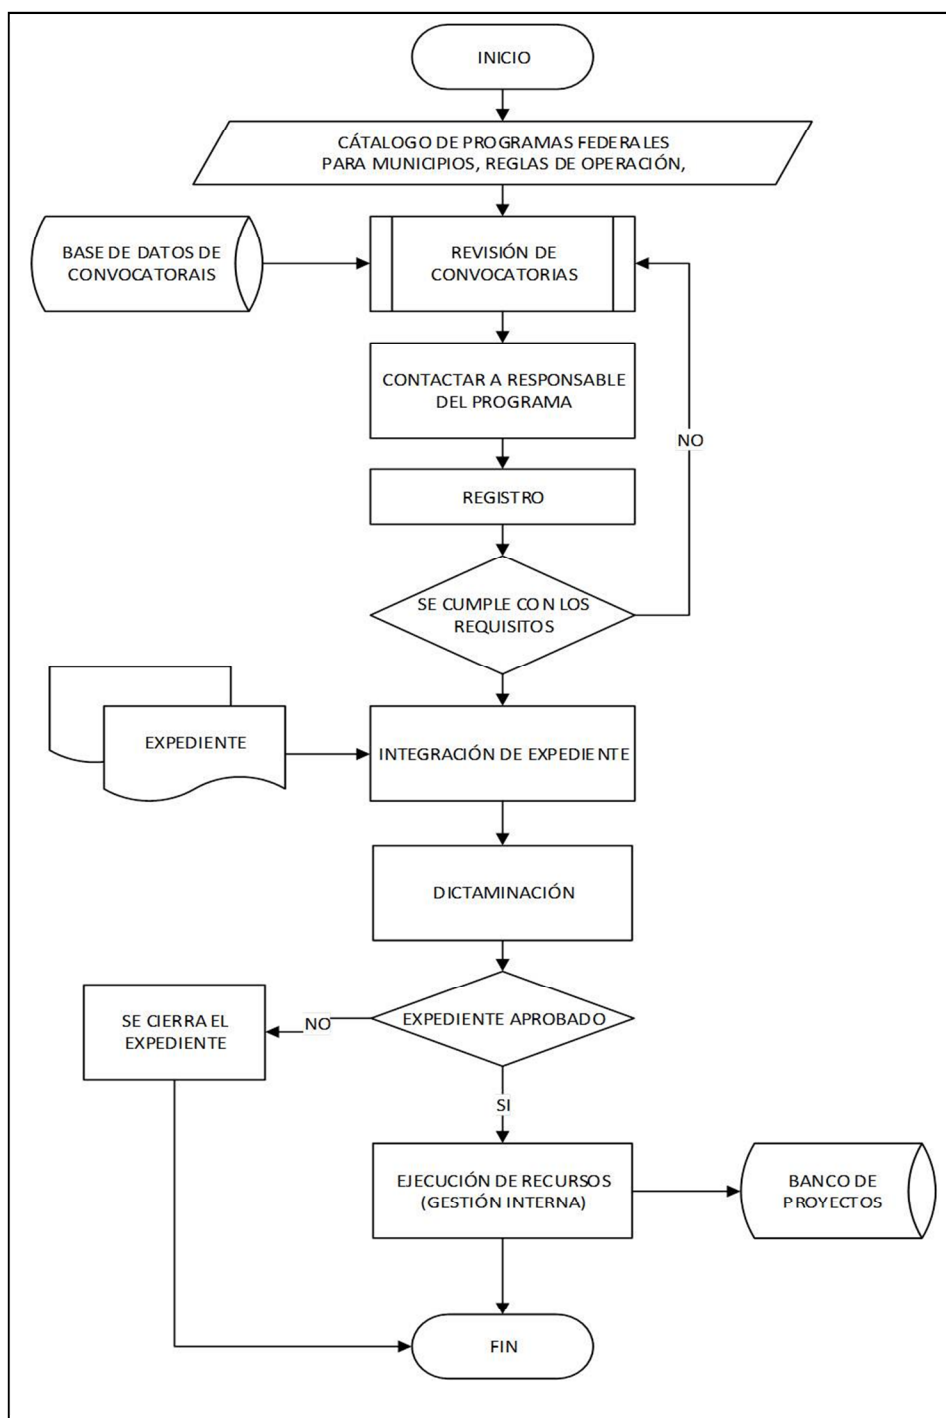 INICIO
CÁTALOGO DE PROGRAMAS FEDERALES
PARA MUNICIPIOS, REGLAS DE OPERACIÓN,
BASE DE DATOS DE
CONVOCATORAIS
REVISIÓN DE
CONVOCATORIAS
CONTACTAR A RESPONSABLE
DEL PROGRAMA
NO
REGISTRO
SE CUMPLE CON LOS
REQUISITOS
EXPEDIENTE
INTEGRACIÓN DE EXPEDIENTE
DICTAMINACIÓN
EXPEDIENTE APROBADO
NO
SE CIERRA EL
EXPEDIENTE
SI
EJECUCIÓN DE RECURSOS
(GESTIÓN INTERNA)
BANCO DE
PROYECTOS
FIN